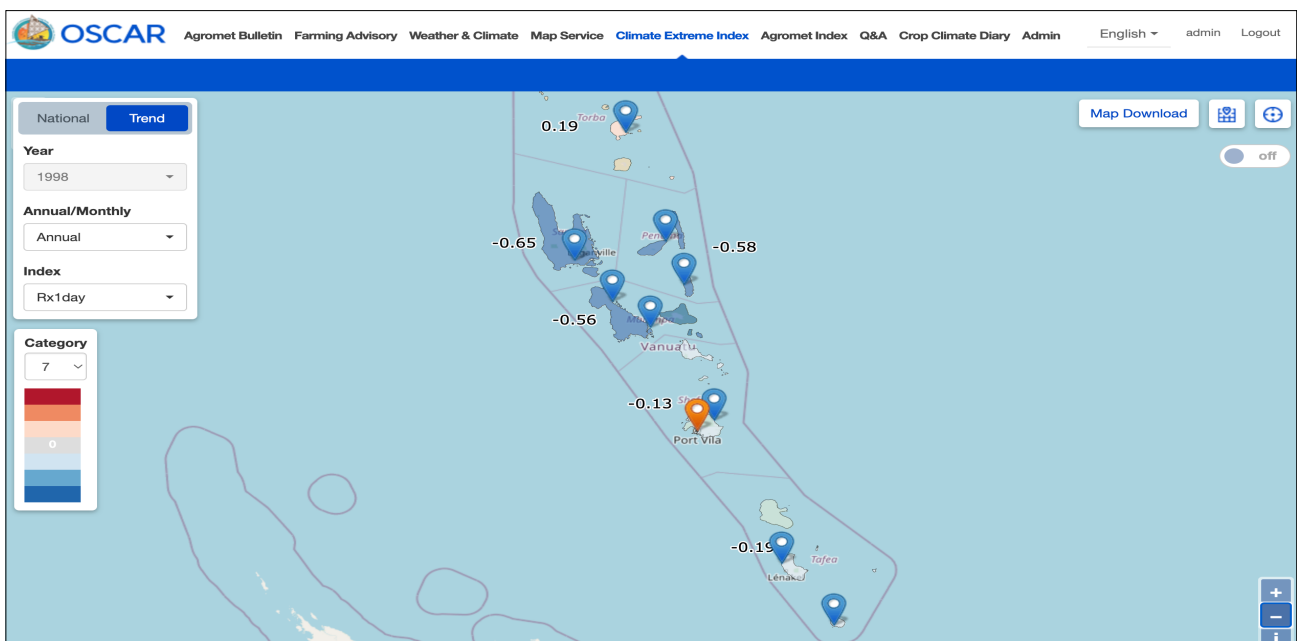 OSCAR
Agromet Bulletin Farming Advisory Weather & Climate Map Service Climate Extreme Index Agromet Index Q&A Crop Climate Diary Admin
English admin Logout
National Trend
Map Download
off
Year
1998
Annual/Monthly
Annual
Index
Rx1day
Category
7
0
Torba
0.19
-0.65
-0.58
-0.56
Vanuatu
-0.13
Port Vila
-0.19
Tafea
Lénakel
+
−
i